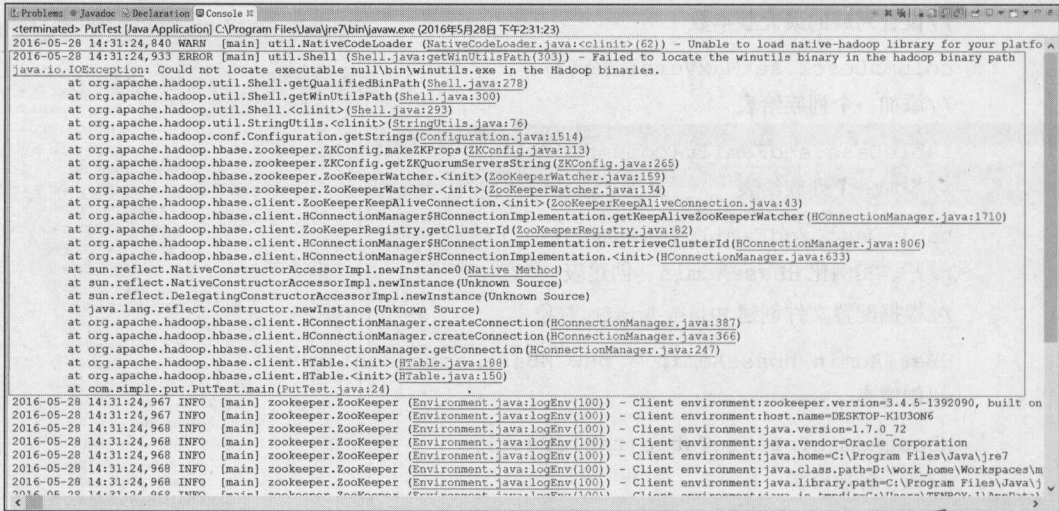 Problems @ Javadoc Declaration Console
<terminated> PutTest [Java Application] C:\Program Files\Java\jre7\bin\javaw.exe (2016年5月28日 下午2:31:23)
2016-05-28 14:31:24,840 WARN [main] util.NativeCodeLoader (NativeCodeLoader.java:<clinit>(62)) - Unable to load native-hadoop library for your platfo
2016-05-28 14:31:24,933 ERROR [main] util.Shell (Shell.java:getWinUtilsPath(303)) - Failed to locate the winutils binary in the hadoop binary path
java.io.IOException: Could not locate executable null\bin\winutils.exe in the Hadoop binaries.
at org.apache.hadoop.util.Shell.getQualifiedBinPath(Shell.java:278)
at org.apache.hadoop.util.Shell.getWinUtilsPath(Shell.java:300)
at org.apache.hadoop.util.Shell.<clinit>(Shell.java:293)
at org.apache.hadoop.util.StringUtils.<clinit>(StringUtils.java:76)
at org.apache.hadoop.conf.Configuration.getStrings(Configuration.java:1514)
at org.apache.hadoop.hbase.zookeeper.ZKConfig.makeZKProps(ZKConfig.java:113)
at org.apache.hadoop.hbase.zookeeper.ZKConfig.getZKQuorumServersString(ZKConfig.java:265)
at org.apache.hadoop.hbase.zookeeper.ZooKeeperWatcher.<init>(ZooKeeperWatcher.java:159)
at org.apache.hadoop.hbase.zookeeper.ZooKeeperWatcher.<init>(ZooKeeperWatcher.java:134)
at org.apache.hadoop.hbase.client.ZooKeeperKeepAliveConnection.<init>(ZooKeeperKeepAliveConnection.java:43)
at org.apache.hadoop.hbase.client.HConnectionManager$HConnectionImplementation.getKeepAliveZooKeeperWatcher(HConnectionManager.java:1710)
at org.apache.hadoop.hbase.client.ZooKeeperRegistry.getClusterId(ZooKeeperRegistry.java:82)
at org.apache.hadoop.hbase.client.HConnectionManager$HConnectionImplementation.retrieveClusterId(HConnectionManager.java:806)
at org.apache.hadoop.hbase.client.HConnectionManager$HConnectionImplementation.<init>(HConnectionManager.java:633)
at sun.reflect.NativeConstructorAccessorImpl.newInstance0(Native Method)
at sun.reflect.NativeConstructorAccessorImpl.newInstance(Unknown Source)
at sun.reflect.DelegatingConstructorAccessorImpl.newInstance(Unknown Source)
at java.lang.reflect.Constructor.newInstance(Unknown Source)
at org.apache.hadoop.hbase.client.HConnectionManager.createConnection(HConnectionManager.java:387)
at org.apache.hadoop.hbase.client.HConnectionManager.createConnection(HConnectionManager.java:366)
at org.apache.hadoop.hbase.client.HConnectionManager.getConnection(HConnectionManager.java:247)
at org.apache.hadoop.hbase.client.HTable.<init>(HTable.java:188)
at org.apache.hadoop.hbase.client.HTable.<init>(HTable.java:150)
at com.simple.put.PutTest.main(PutTest.java:24)
2016-05-28 14:31:24,967 INFO [main] zookeeper.ZooKeeper (Environment.java:logEnv(100)) - Client environment:zookeeper.version=3.4.5-1392090, built on
2016-05-28 14:31:24,968 INFO [main] zookeeper.ZooKeeper (Environment.java:logEnv(100)) - Client environment:host.name=DESKTOP-K1U3ON6
2016-05-28 14:31:24,968 INFO [main] zookeeper.ZooKeeper (Environment.java:logEnv(100)) - Client environment:java.version=1.7.0_72
2016-05-28 14:31:24,968 INFO [main] zookeeper.ZooKeeper (Environment.java:logEnv(100)) - Client environment:java.vendor=Oracle Corporation
2016-05-28 14:31:24,968 INFO [main] zookeeper.ZooKeeper (Environment.java:logEnv(100)) - Client environment:java.home=C:\Program Files\Java\jre7
2016-05-28 14:31:24,968 INFO [main] zookeeper.ZooKeeper (Environment.java:logEnv(100)) - Client environment:java.class.path=D:\work_home\Workspaces\m
2016-05-28 14:31:24,968 INFO [main] zookeeper.ZooKeeper (Environment.java:logEnv(100)) - Client environment:java.library.path=C:\Program Files\Java\j